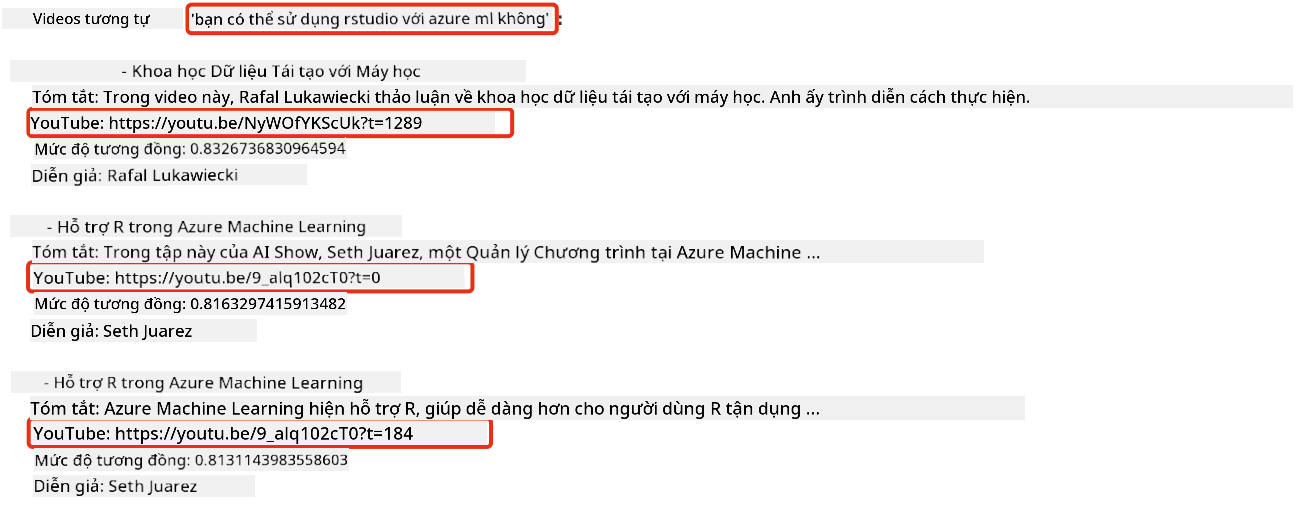 Videos tương tự 'bạn có thể sử dụng rstudio với azure ml không' :
- Khoa học Dữ liệu Tái tạo với Máy học
Tóm tắt: Trong video này, Rafal Lukawiecki thảo luận về khoa học dữ liệu tái tạo với máy học. Anh ấy trình diễn cách thực hiện.
YouTube: https://youtu.be/NyWOfYKScUk?t=1289
Mức độ tương đồng: 0.8326736830964594
Diễn giả: Rafal Lukawiecki
- Hỗ trợ R trong Azure Machine Learning
Tóm tắt: Trong tập này của AI Show, Seth Juarez, một Quản lý Chương trình tại Azure Machine ...
YouTube: https://youtu.be/9_alq102cT0?t=0
Mức độ tương đồng: 0.8163297415913482
Diễn giả: Seth Juarez
- Hỗ trợ R trong Azure Machine Learning
Tóm tắt: Azure Machine Learning hiện hỗ trợ R, giúp dễ dàng hơn cho người dùng R tận dụng ...
YouTube: https://youtu.be/9_alq102cT0?t=184
Mức độ tương đồng: 0.8131143983558603
Diễn giả: Seth Juarez